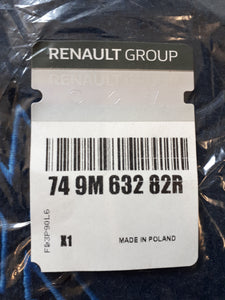 RENAULT GROUP
74 9M 632 82R
X1
MADE IN POLAND